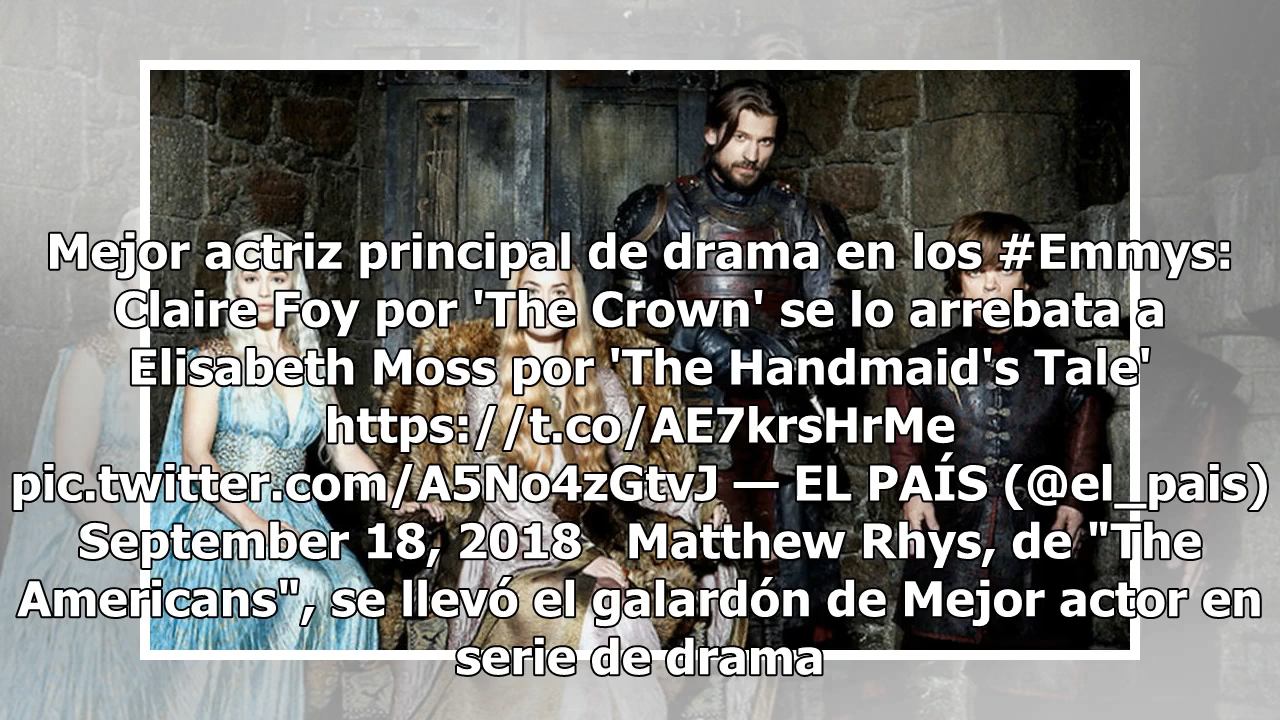 Mejor actriz principal de drama en los #Emmys:
Claire Foy por 'The Crown' se lo arrebata a
Elisabeth Moss por 'The Handmaid's Tale'
https://t.co/AE7krsHrMe
pic.twitter.com/A5No4zGtvJ — EL PAÍS (@el_pais)
September 18, 2018   Matthew Rhys, de "The
Americans", se llevó el galardón de Mejor actor en
serie de drama